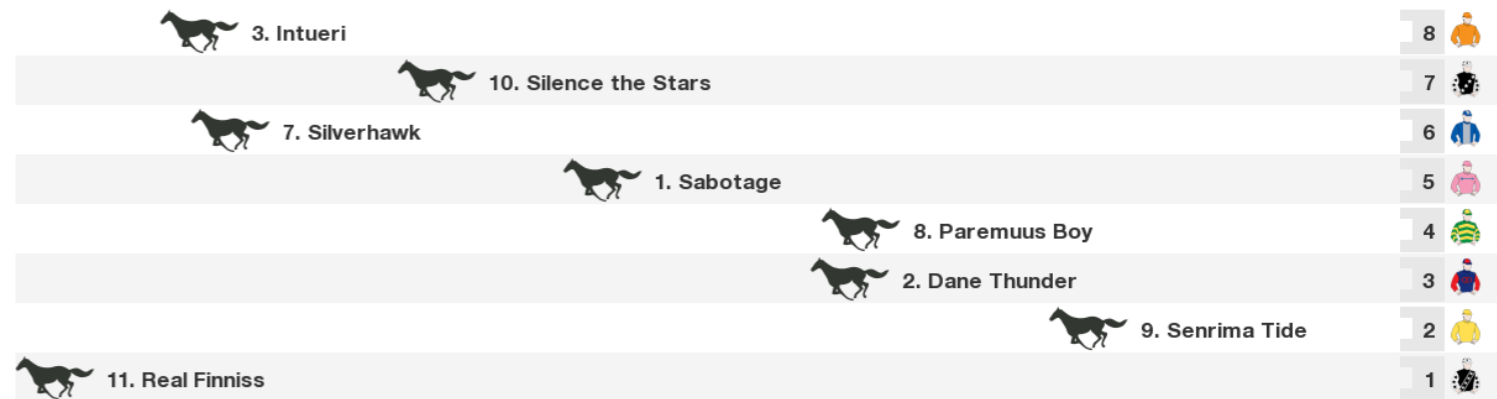 3. Intueri 8
10. Silence the Stars 7
7. Silverhawk 6
1. Sabotage 5
8. Paremuus Boy 4
2. Dane Thunder 3
9. Senrima Tide 2
11. Real Finniss 1